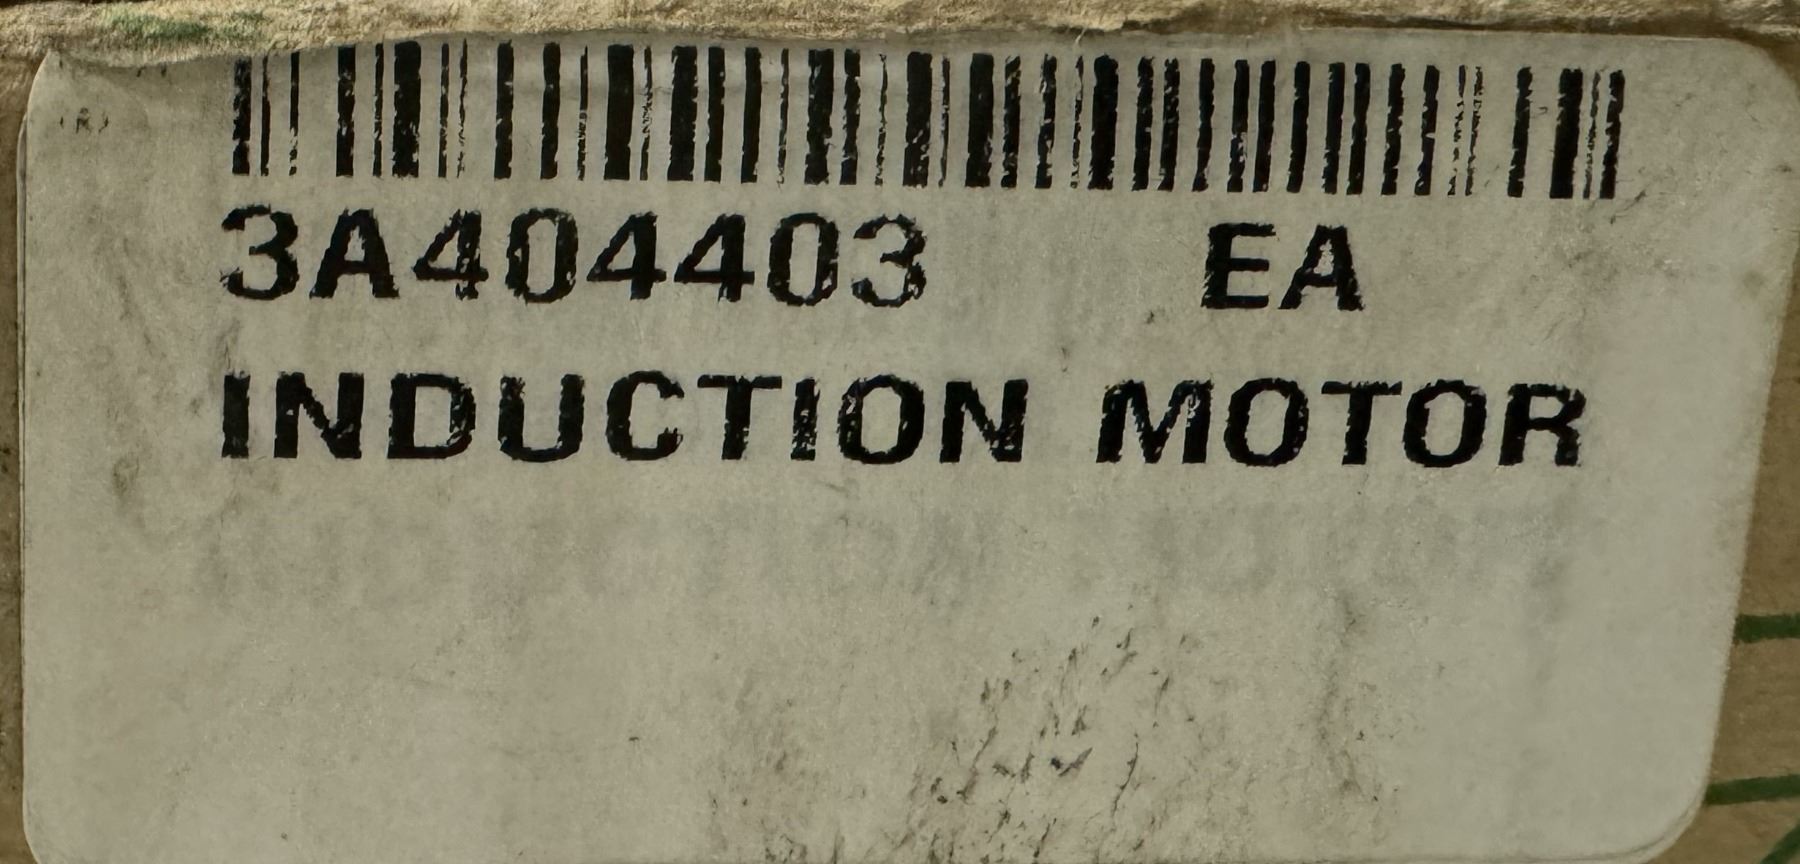 (R)
3A404403 EA
INDUCTION MOTOR